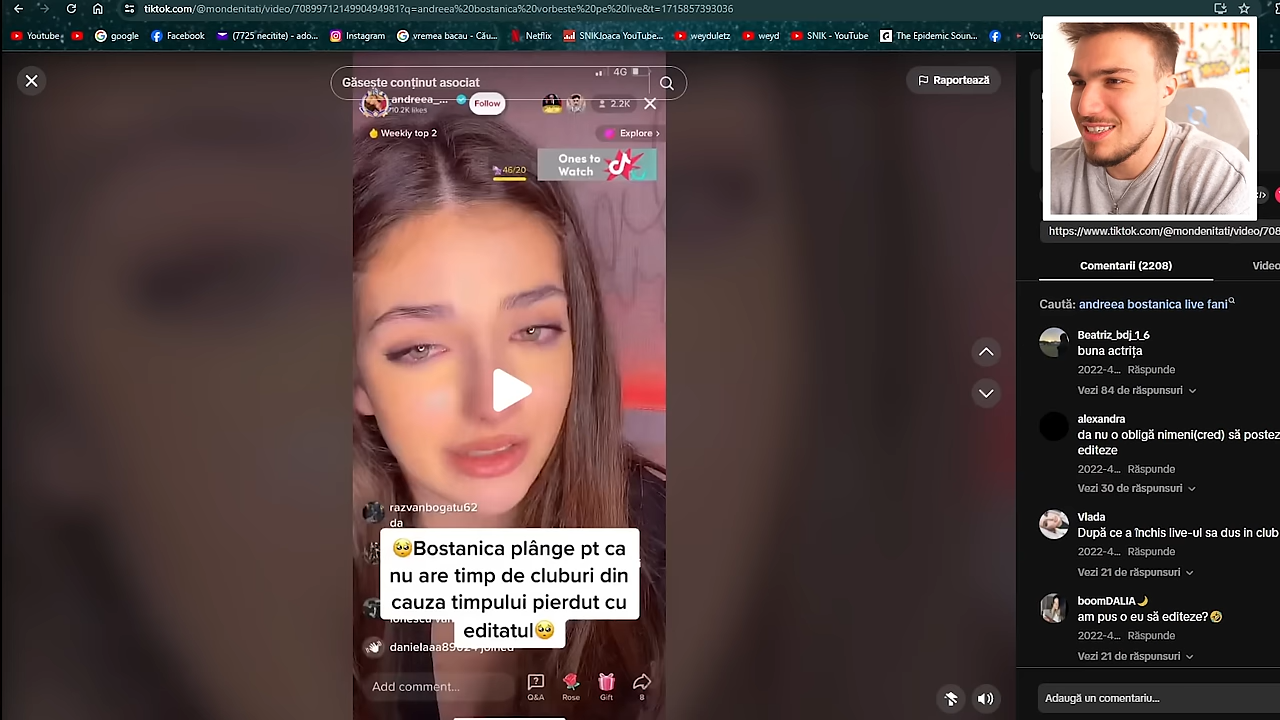 tiktok.com/@mondenitati/video/7089971214990494981?q=andreea%20bostanica%20vorbeste%20pe%20live&t=1715857393036
Youtube
google
Facebook
(7725 necitite) - ado...
Instagram
vremea bacau - Cău...
Netflix
SNIKJoaca YouTube...
weyduletz
weyd
SNIK - YouTube
The Epidemic Soun...
Găsește conținut asociat
4G
Raportează
andreea_...
Follow
2.2K
Weekly top 2
Explore >
46/20
Ones to
Watch
razvanbogatu62
da
🥺Bostanica plânge pt ca
nu are timp de cluburi din
cauza timpului pierdut cu
editatul🥺
joined
Add comment...
Q&A
Rose
Gift
8
https://www.tiktok.com/@mondenitati/video/708
Comentarii (2208)
Video
Caută: andreea bostanica live fani
Beatriz_bdj_1_6
buna actrița
2022-4... Răspunde
Vezi 84 de răspunsuri
alexandra
da nu o obligă nimeni(cred) să postez
editeze
2022-4... Răspunde
Vezi 30 de răspunsuri
Vlada
După ce a închis live-ul sa dus in club
2022-4... Răspunde
Vezi 21 de răspunsuri
boomDALIA🌙
am pus o eu să editeze?🤣
2022-4... Răspunde
Vezi 21 de răspunsuri
Adaugă un comentariu...